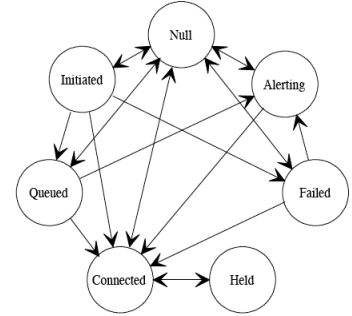 Null
Initiated
Alerting
Queued
Failed
Connected
Held